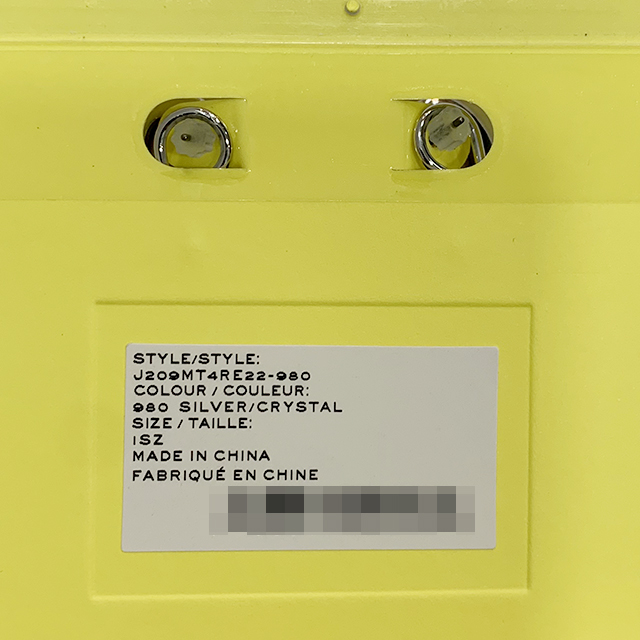 STYLE/STYLE:
J209MT4RE22-980
COLOUR / COULEUR:
980 SILVER/CRYSTAL
SIZE / TAILLE:
1SZ
MADE IN CHINA
FABRIQUÉ EN CHINE